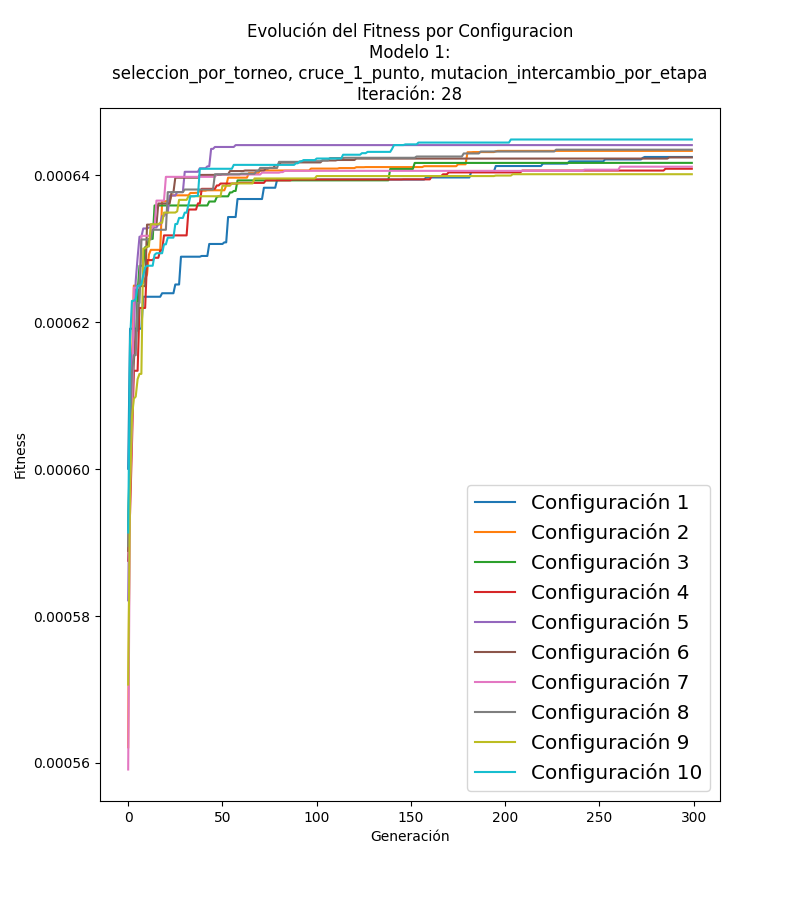 Evolución del Fitness por Configuracion
Modelo 1:
seleccion_por_torneo, cruce_1_punto, mutacion_intercambio_por_etapa
Iteración: 28
0.00064
0.00062
0.00060
0.00058
0.00056
Fitness
Configuración 1
Configuración 2
Configuración 3
Configuración 4
Configuración 5
Configuración 6
Configuración 7
Configuración 8
Configuración 9
Configuración 10
0 50 100 150 200 250 300
Generación